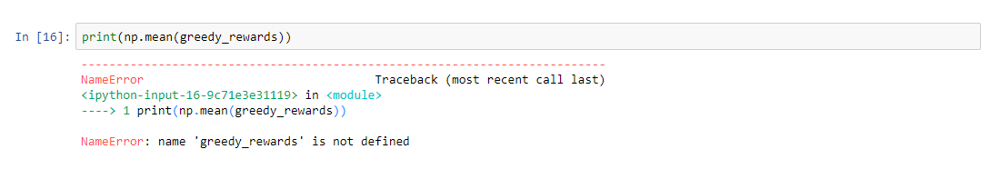 In [16]: print(np.mean(greedy_rewards))
---------------------------------------------------------------------------
NameError                                 Traceback (most recent call last)
<ipython-input-16-9c71e3e31119> in <module>
----> 1 print(np.mean(greedy_rewards))
NameError: name 'greedy_rewards' is not defined